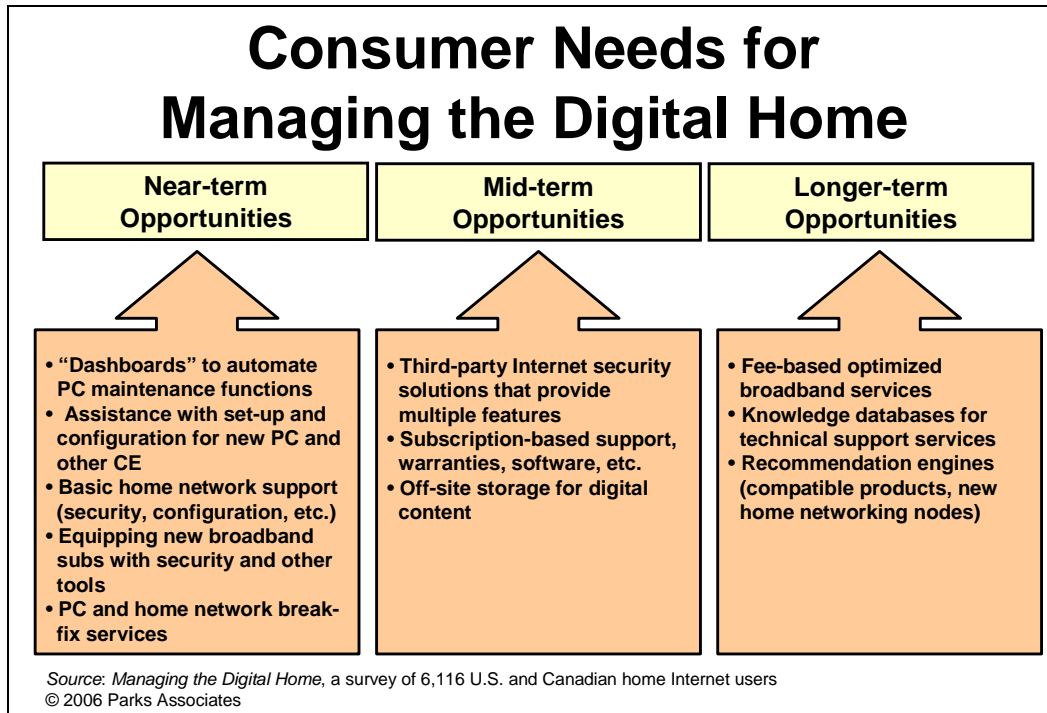 Consumer Needs for
Managing the Digital Home
Near-term
Opportunities
Mid-term
Opportunities
Longer-term
Opportunities
• “Dashboards” to automate
PC maintenance functions
• Assistance with set-up and
configuration for new PC and
other CE
• Basic home network support
(security, configuration, etc.)
• Equipping new broadband
subs with security and other
tools
• PC and home network break-
fix services
• Third-party Internet security
solutions that provide
multiple features
• Subscription-based support,
warranties, software, etc.
• Off-site storage for digital
content
• Fee-based optimized
broadband services
• Knowledge databases for
technical support services
• Recommendation engines
(compatible products, new
home networking nodes)
Source: Managing the Digital Home, a survey of 6,116 U.S. and Canadian home Internet users
© 2006 Parks Associates